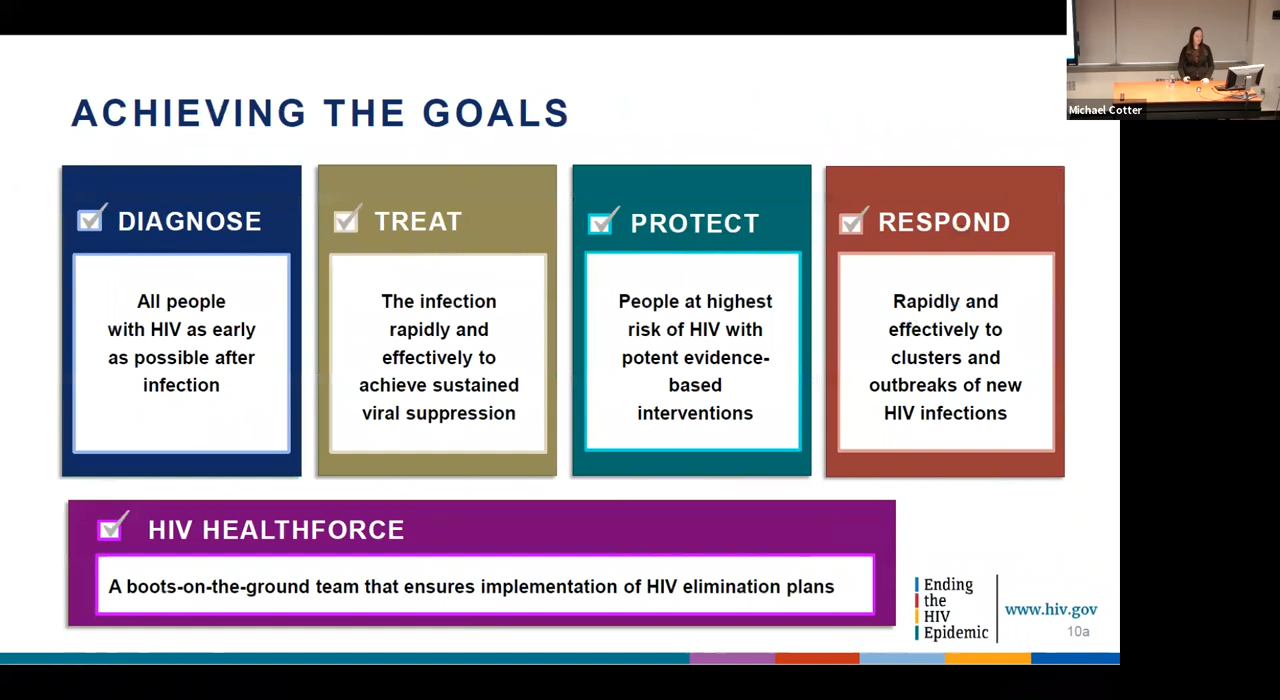 Michael Cotter
ACHIEVING THE GOALS
DIAGNOSE
All people
with HIV as early
as possible after
infection
TREAT
The infection
rapidly and
effectively to
achieve sustained
viral suppression
PROTECT
People at highest
risk of HIV with
potent evidence-
based
interventions
RESPOND
Rapidly and
effectively to
clusters and
outbreaks of new
HIV infections
HIV HEALTHFORCE
A boots-on-the-ground team that ensures implementation of HIV elimination plans
Ending
the
HIV
Epidemic
www.hiv.gov
10a